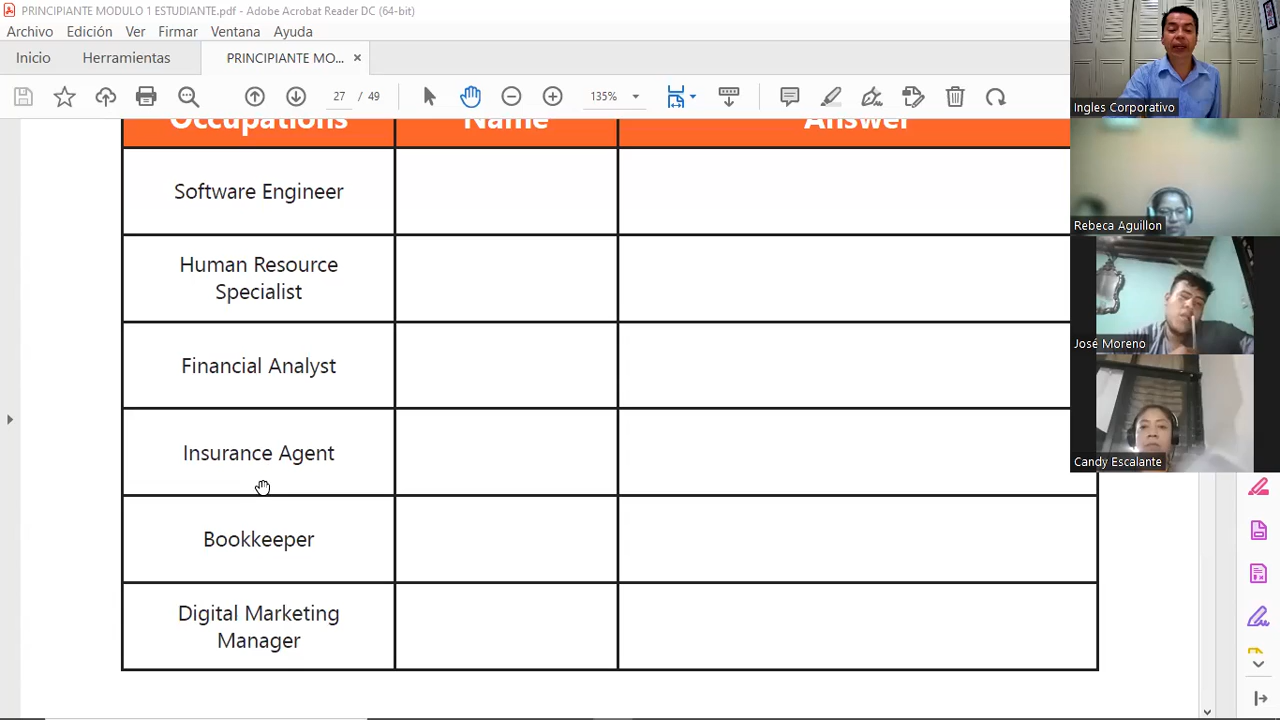 PRINCIPIANTE MODULO 1 ESTUDIANTE.pdf - Adobe Acrobat Reader DC (64-bit)
Archivo Edición Ver Firmar Ventana Ayuda
Inicio Herramientas PRINCIPIANTE MO... ×
27 / 49 135%
Occupations Name Answer
Software Engineer
Human Resource
Specialist
Financial Analyst
Insurance Agent
Bookkeeper
Digital Marketing
Manager
Ingles Corporativo
Rebeca Aguillon
José Moreno
Candy Escalante